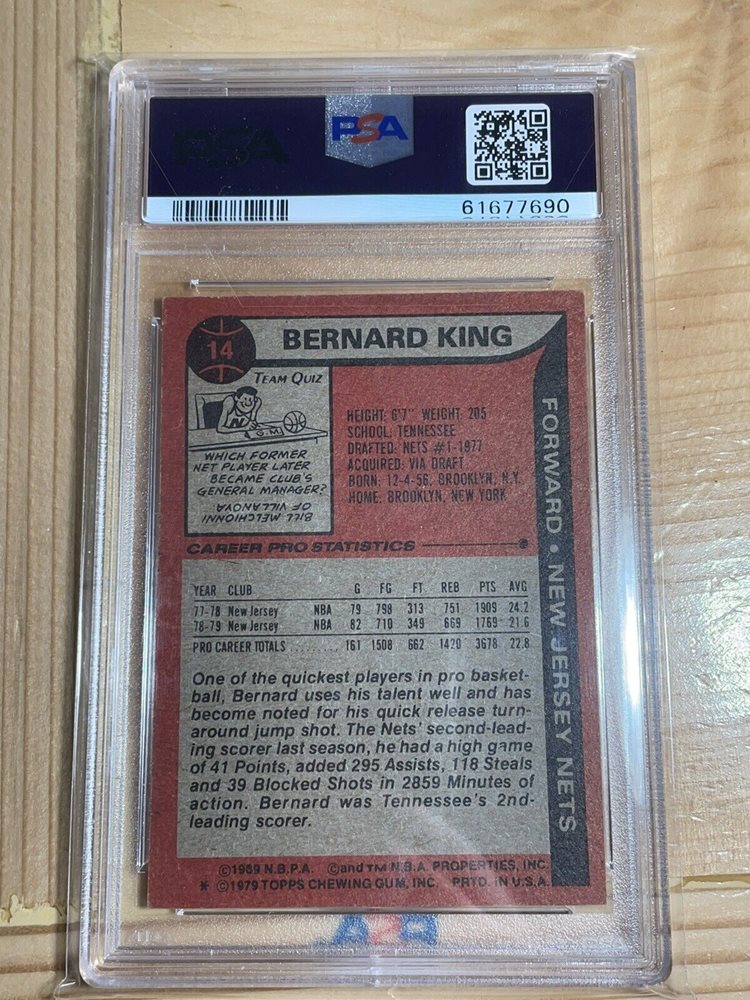 PSA
PSA
61677690
14
BERNARD KING
TEAM QUIZ
G.M.
WHICH FORMER
NET PLAYER LATER
BECAME CLUB'S
GENERAL MANAGER?
BILL MELCHIONNI
OF VILLANOVA
HEIGHT: 6'7" WEIGHT: 205
SCHOOL: TENNESSEE
DRAFTED: NETS #1-1977
ACQUIRED: VIA DRAFT
BORN: 12-4-56, BROOKLYN, N.Y.
HOME: BROOKLYN, NEW YORK
FORWARD • NEW JERSEY NETS
CAREER PRO STATISTICS
YEAR CLUB G FG FT REB PTS AVG
77-78 New Jersey NBA 79 798 313 751 1909 24.2
78-79 New Jersey NBA 82 710 349 669 1769 21.6
PRO CAREER TOTALS ......... 161 1508 662 1420 3678 22.8
One of the quickest players in pro basket-
ball, Bernard uses his talent well and has
become noted for his quick release turn-
around jump shot. The Nets' second-lead-
ing scorer last season, he had a high game
of 41 Points, added 295 Assists, 118 Steals
and 39 Blocked Shots in 2859 Minutes of
action. Bernard was Tennessee's 2nd-
leading scorer.
©1969 N.B.P.A. ©and TM N.B.A. PROPERTIES, INC.
* ©1979 TOPPS CHEWING GUM, INC. PRTD. IN U.S.A.
PSA